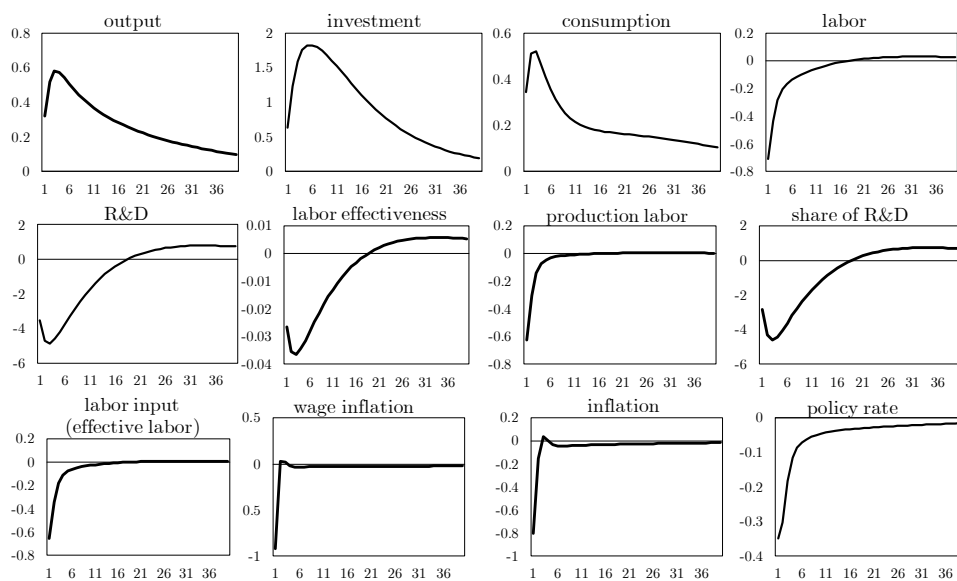 output
0.8
0.6
0.4
0.2
0
1 6 11 16 21 26 31 36
investment
2
1.5
1
0.5
0
1 6 11 16 21 26 31 36
consumption
0.6
0.4
0.2
0
1 6 11 16 21 26 31 36
labor
0.2
0
-0.2
-0.4
-0.6
-0.8
1 6 11 16 21 26 31 36
R&D
2
0
-2
-4
-6
1 6 11 16 21 26 31 36
labor effectiveness
0.01
0
-0.01
-0.02
-0.03
-0.04
1 6 11 16 21 26 31 36
production labor
0.2
0
-0.2
-0.4
-0.6
-0.8
1 6 11 16 21 26 31 36
share of R&D
2
0
-2
-4
-6
1 6 11 16 21 26 31 36
labor input
(effective labor)
0.2
0
-0.2
-0.4
-0.6
-0.8
1 6 11 16 21 26 31 36
wage inflation
0.5
0
-0.5
-1
1 6 11 16 21 26 31 36
inflation
0.2
0
-0.2
-0.4
-0.6
-0.8
-1
1 6 11 16 21 26 31 36
policy rate
0
-0.1
-0.2
-0.3
-0.4
1 6 11 16 21 26 31 36